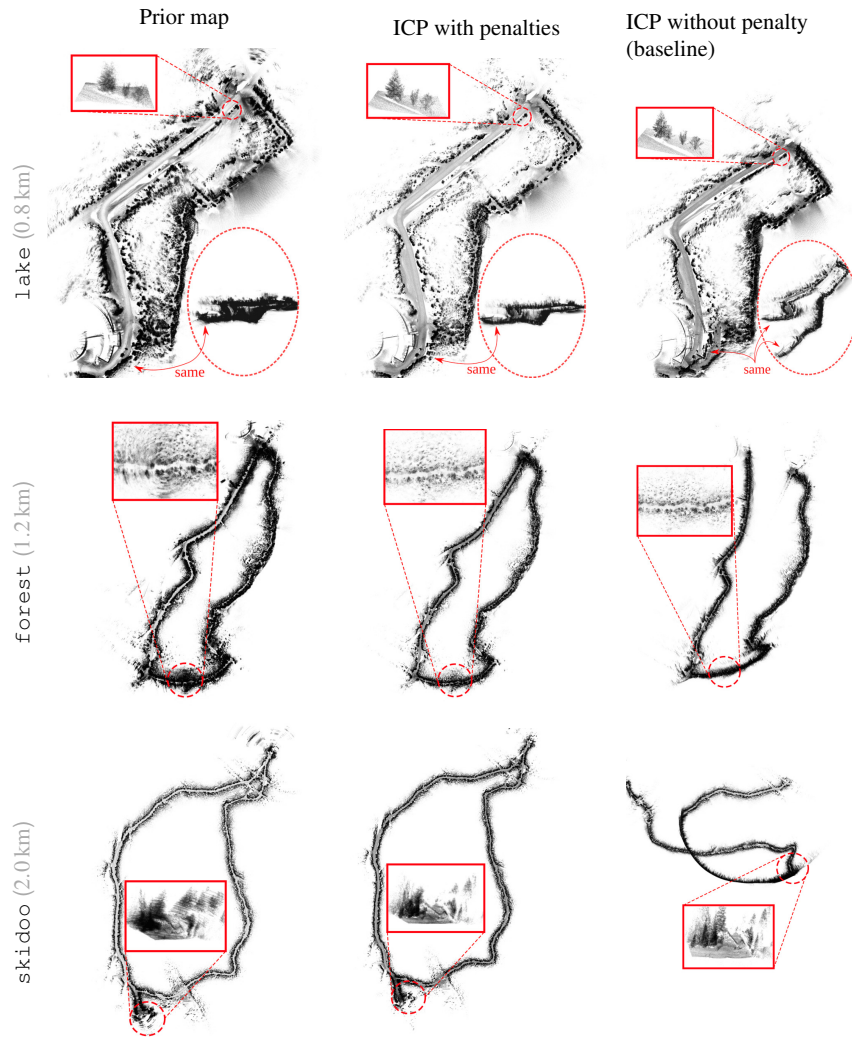 Prior map
ICP with penalties
ICP without penalty
(baseline)
lake (0.8 km)
same
same
same
forest (1.2 km)
skidoo (2.0 km)